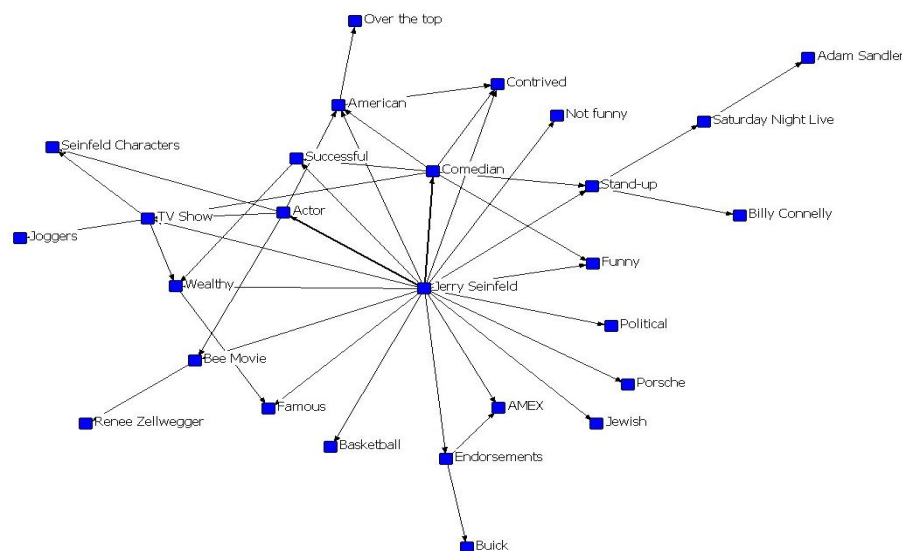 Over the top
Adam Sandler
Contrived
American
Not funny
Saturday Night Live
Seinfeld Characters
Successful
Comedian
Stand-up
Actor
TV Show
Billy Connelly
Joggers
Funny
Wealthy
Jerry Seinfeld
Political
Bee Movie
Porsche
Famous
AMEX
Renee Zellwegger
Jewish
Basketball
Endorsements
Buick